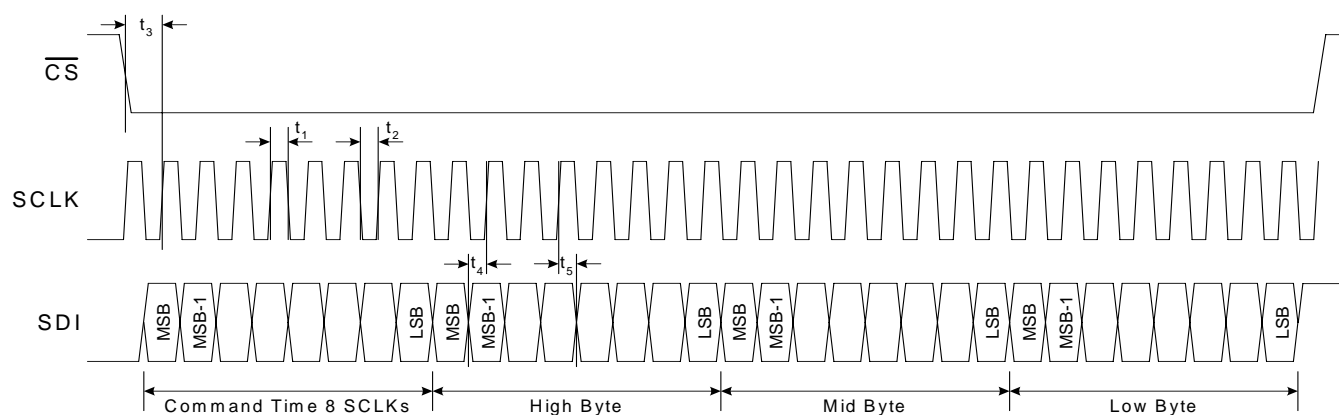 t3
CS
t1
t2
SCLK
t4
t5
SDI
MSB
MSB-1
LSB
MSB
MSB-1
LSB
MSB
MSB-1
LSB
MSB
MSB-1
LSB
Command Time 8 SCLKs
High Byte
Mid Byte
Low Byte